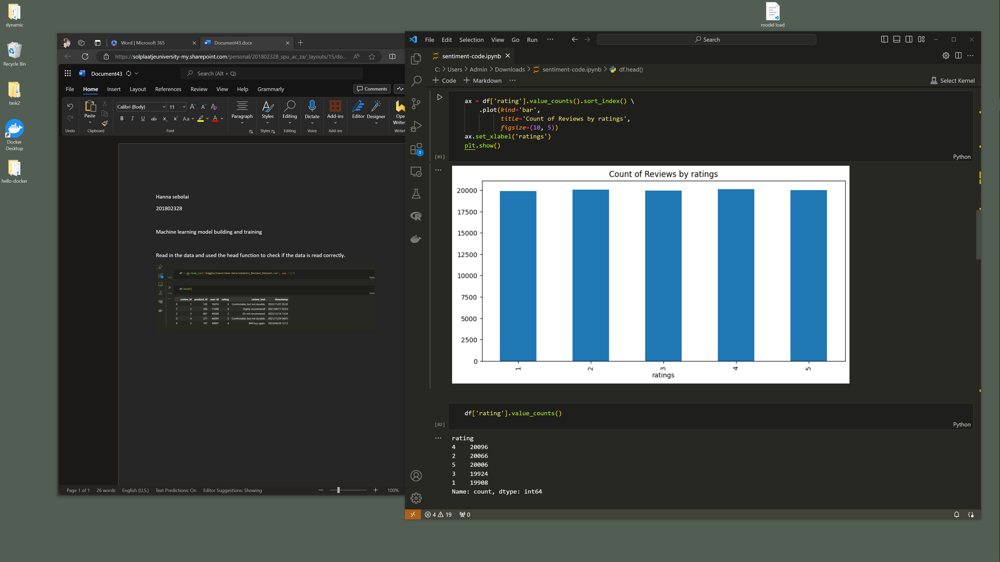 dynamic
Recycle Bin
task2
Docker
Desktop
hello-docker
model load
Word | Microsoft 365
Document43.docx
https://solplaatjeuniversity-my.sharepoint.com/personal/201802328_spu_ac_za/_layouts/15/do...
Document43
Search (Alt + Q)
File Home Insert Layout References Review View Help Grammarly
Comments
Calibri (Body) 11
Paste Paragraph Styles Editing Dictate Add-ins Editor Designer
Undo Clipboard Font Styles Editing Voice Add-ins
Hanna sebolai
201802328
Machine learning model building and training
Read in the data and used the head function to check if the data is read correctly.
df = pd.read_csv('/kaggle/input/shoe-data/sneakers_Reviews_Dataset.csv', sep =';')
df.head()
review_id product_id user_id rating review_text timestamp
0 1 103 16074 3 Comfortable, but not durable. 2022/11/07 05:30
1 2 436 11648 4 Highly recommend! 2021/09/11 02:53
2 3 861 46508 2 Do not recommend. 2022/12/14 13:24
3 4 271 40094 3 Comfortable, but not durable. 2021/11/29 04:01
4 5 107 49897 4 Will buy again. 2023/04/24 12:12
Page 1 of 1 26 words English (U.S.) Text Predictions: On Editor Suggestions: Showing 100%
File Edit Selection View Go Run ···
Search
sentiment-code.ipynb
C: > Users > Admin > Downloads > sentiment-code.ipynb > df.head()
+ Code + Markdown ···
Select Kernel
ax = df['rating'].value_counts().sort_index() \
.plot(kind='bar',
title='Count of Reviews by ratings',
figsize=(10, 5))
ax.set_xlabel('ratings')
plt.show()
[81]
Python
Count of Reviews by ratings
20000
17500
15000
12500
10000
7500
5000
2500
0
1 2 3 4 5
ratings
df['rating'].value_counts()
[82]
Python
rating
4 20096
2 20066
5 20006
3 19924
1 19908
Name: count, dtype: int64
4 19 0